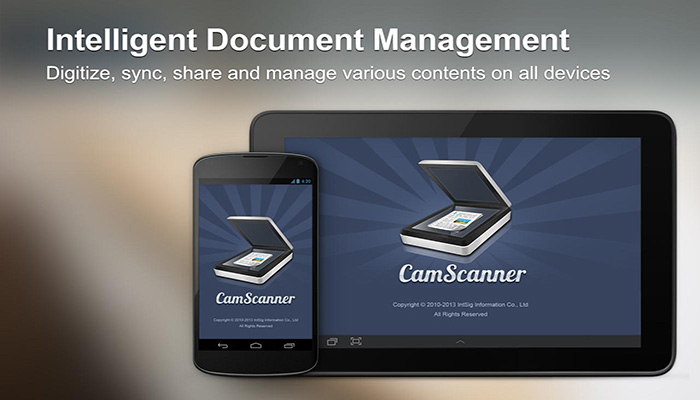 Intelligent Document Management
Digitize, sync, share and manage various contents on all devices
CamScanner
Copyright © 2010-2013 IntSig Information Co., Ltd
All Rights Reserved
CamScanner
Copyright © 2010-2013 IntSig Information Co., Ltd
All Rights Reserved